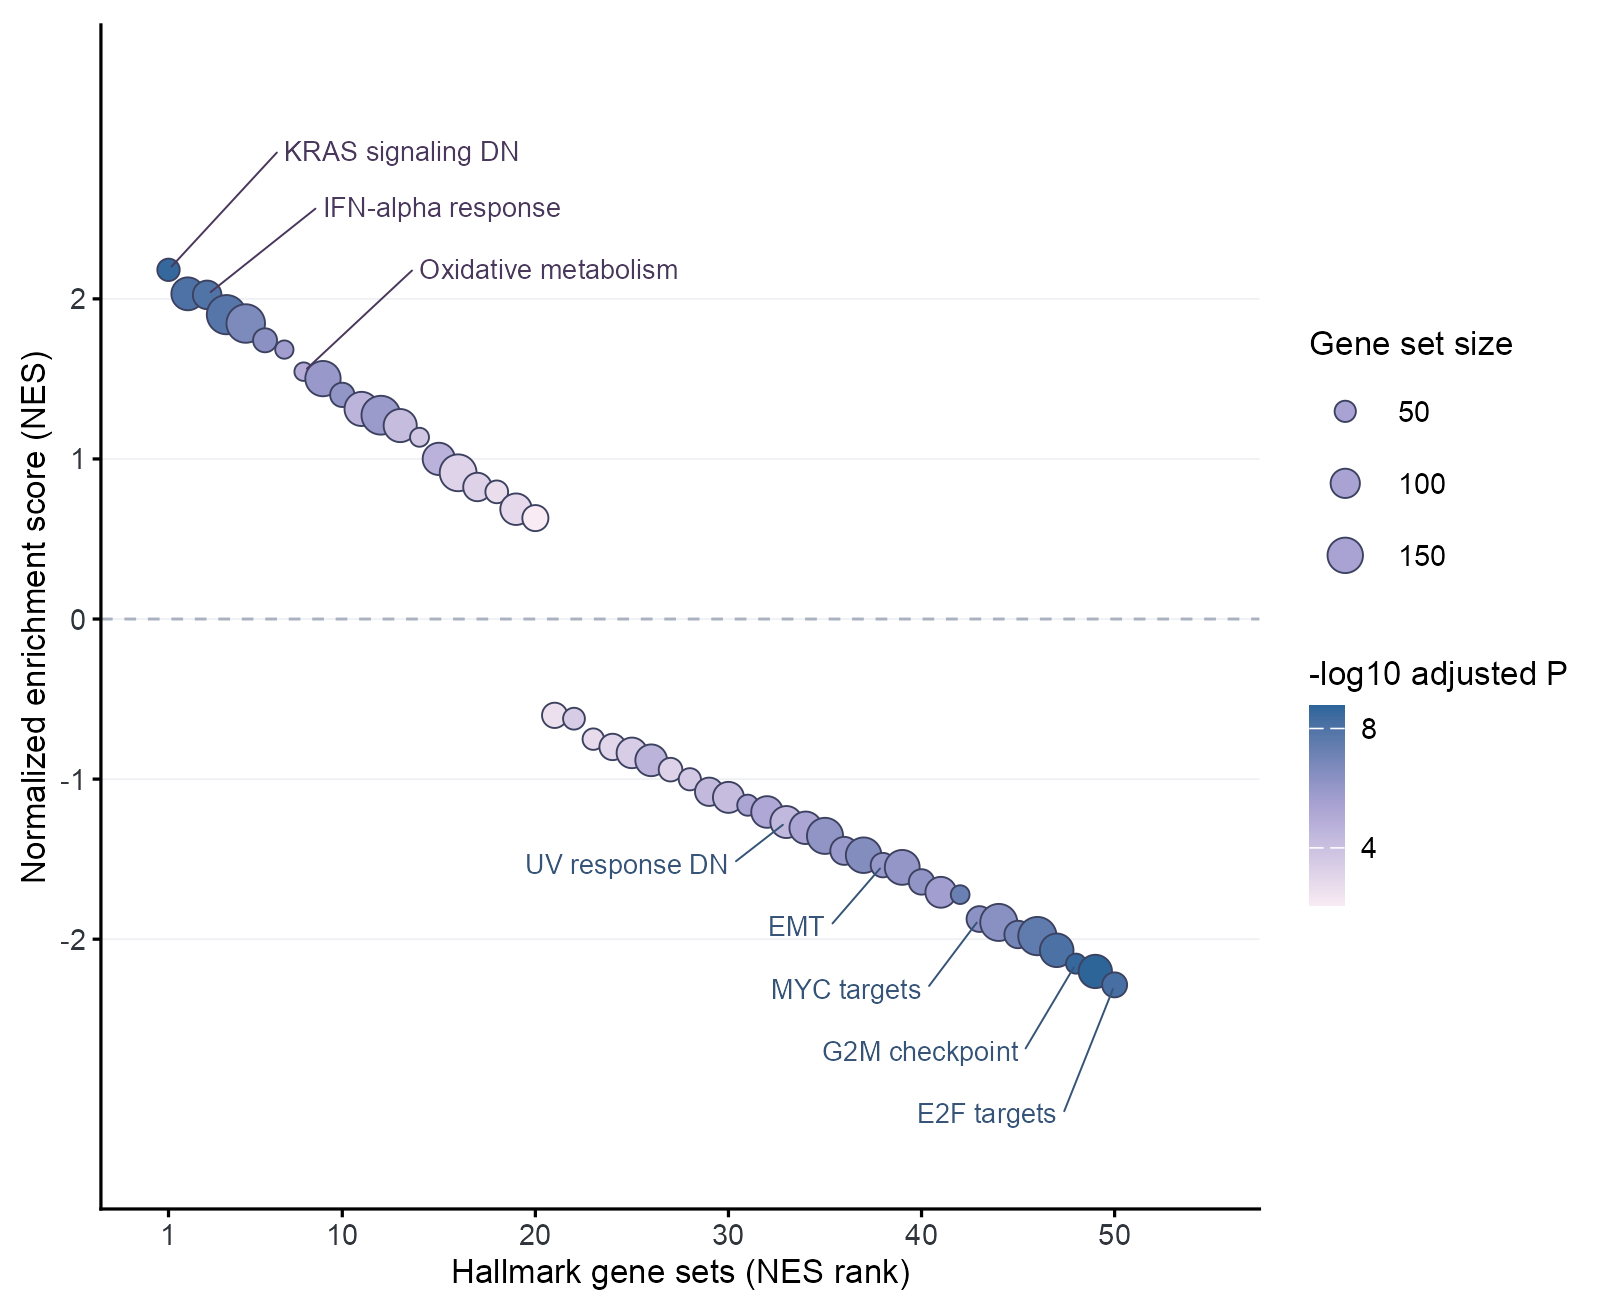 KRAS signaling DN
IFN-alpha response
Oxidative metabolism
2
1
0
-1
-2
Normalized enrichment score (NES)
UV response DN
EMT
MYC targets
G2M checkpoint
E2F targets
1 10 20 30 40 50
Hallmark gene sets (NES rank)
Gene set size
50
100
150
-log10 adjusted P
8
4